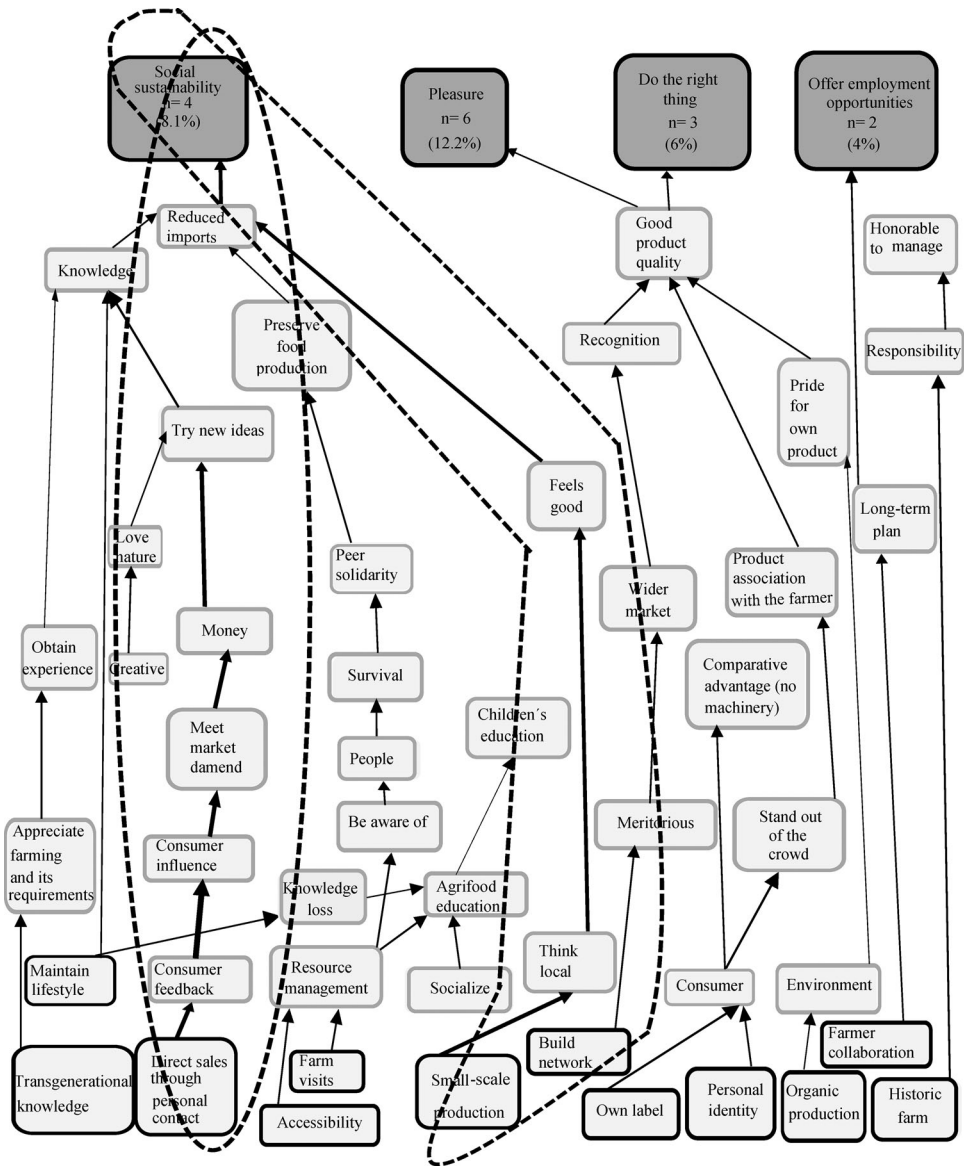 Social
sustainability
n= 4
(8.1%)
Pleasure
n= 6
(12.2%)
Do the right
thing
n= 3
(6%)
Offer employment
opportunities
n= 2
(4%)
Reduced
imports
Good
product
quality
Honorable
to manage
Knowledge
Preserve
food
production
Recognition
Responsibility
Pride
for
own
product
Try new ideas
Feels
good
Long-term
plan
Love
nature
Peer
solidarity
Wider
market
Product
association
with the farmer
Obtain
experience
Creative
Money
Survival
Comparative
advantage (no
machinery)
Children´s
education
Meet
market
damend
People
Appreciate
farming
and its
requirements
Consumer
influence
Be aware of
Meritorious
Stand out
of the
crowd
Knowledge
loss
Agrifood
education
Maintain
lifestyle
Consumer
feedback
Resource
management
Socialize
Think
local
Consumer
Environment
Transgenerational
knowledge
Direct sales
through
personal
contact
Farm
visits
Accessibility
Small-scale
production
Build
network
Own label
Personal
identity
Organic
production
Farmer
collaboration
Historic
farm